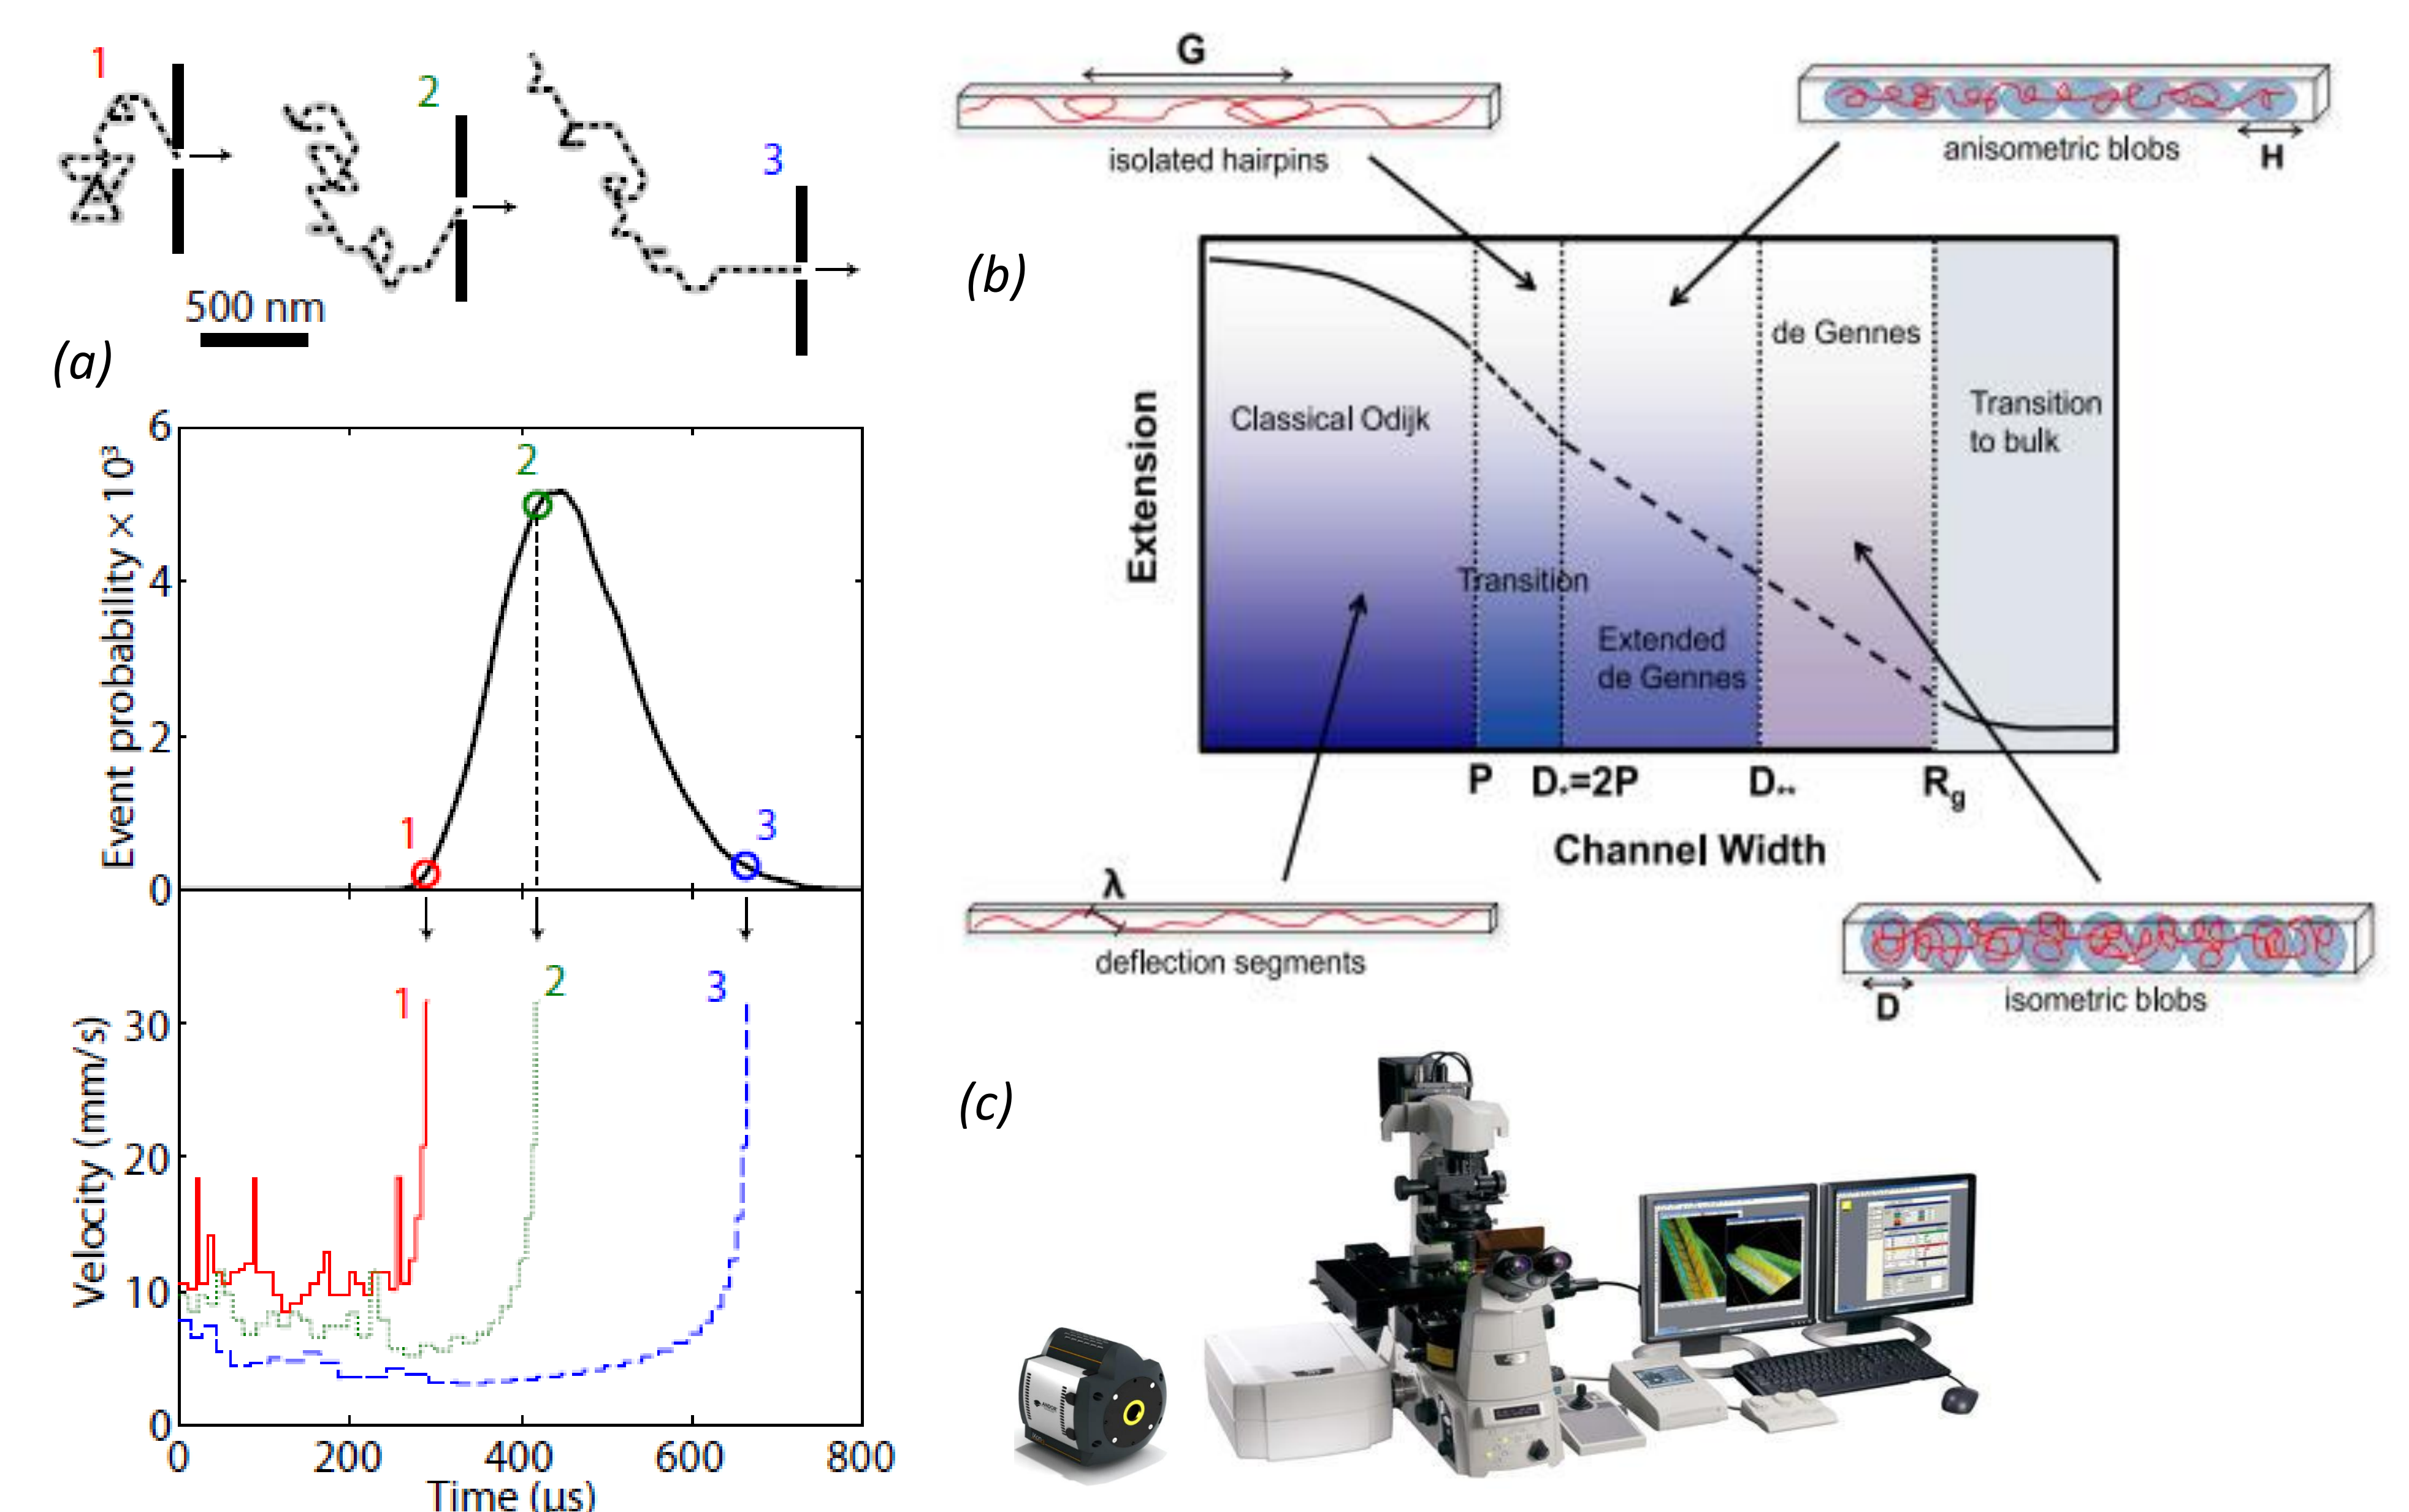 1
2
3
500 nm
(a)
Event probability × 10³
6
4
2
0
2
1
3
Velocity (mm/s)
30
20
10
0
1
2
3
0 200 400 600 800
Time (µs)
G
isolated hairpins
anisometric blobs
H
(b)
Extension
Classical Odijk
Transition
Extended
de Gennes
de Gennes
Transition
to bulk
P D*=2P D** Rg
Channel Width
λ
deflection segments
D
isometric blobs
(c)